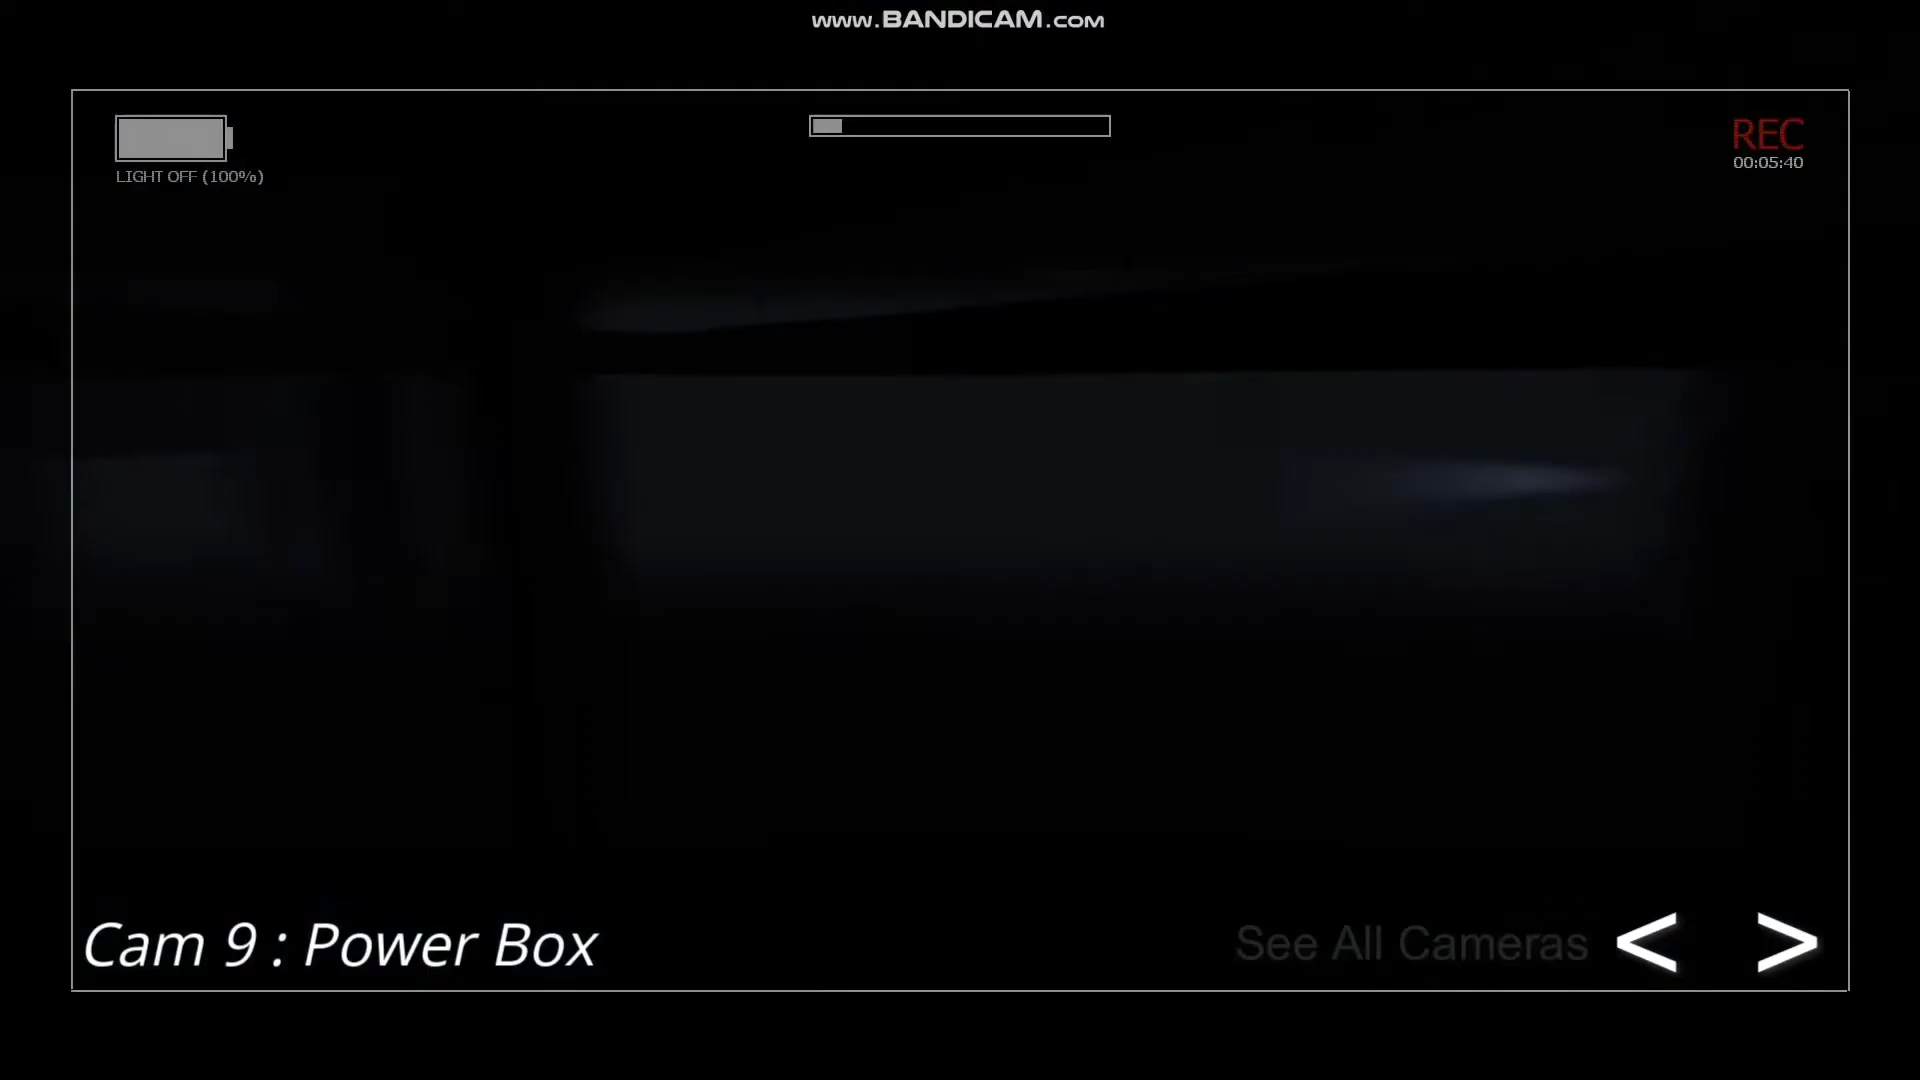 www.BANDICAM.com
REC
LIGHT OFF (100%)
00:05:40
Cam 9 : Power Box
See All Cameras
< >